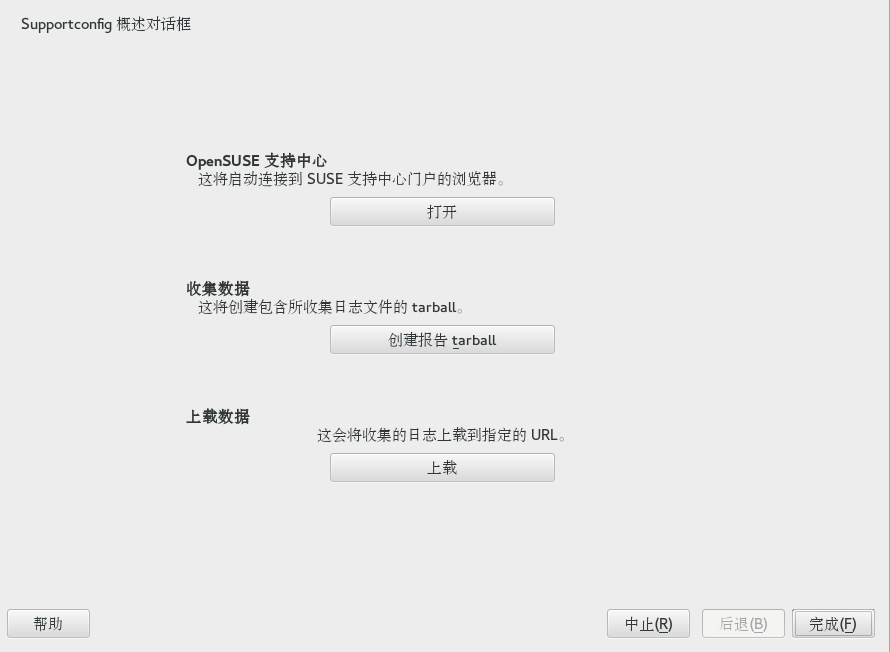 Supportconfig 概述对话框
OpenSUSE 支持中心
这将启动连接到 SUSE 支持中心门户的浏览器。
打开
收集数据
这将创建包含所收集日志文件的 tarball。
创建报告 tarball
上载数据
这会将收集的日志上载到指定的 URL。
上载
帮助 中止(R) 后退(B) 完成(F)